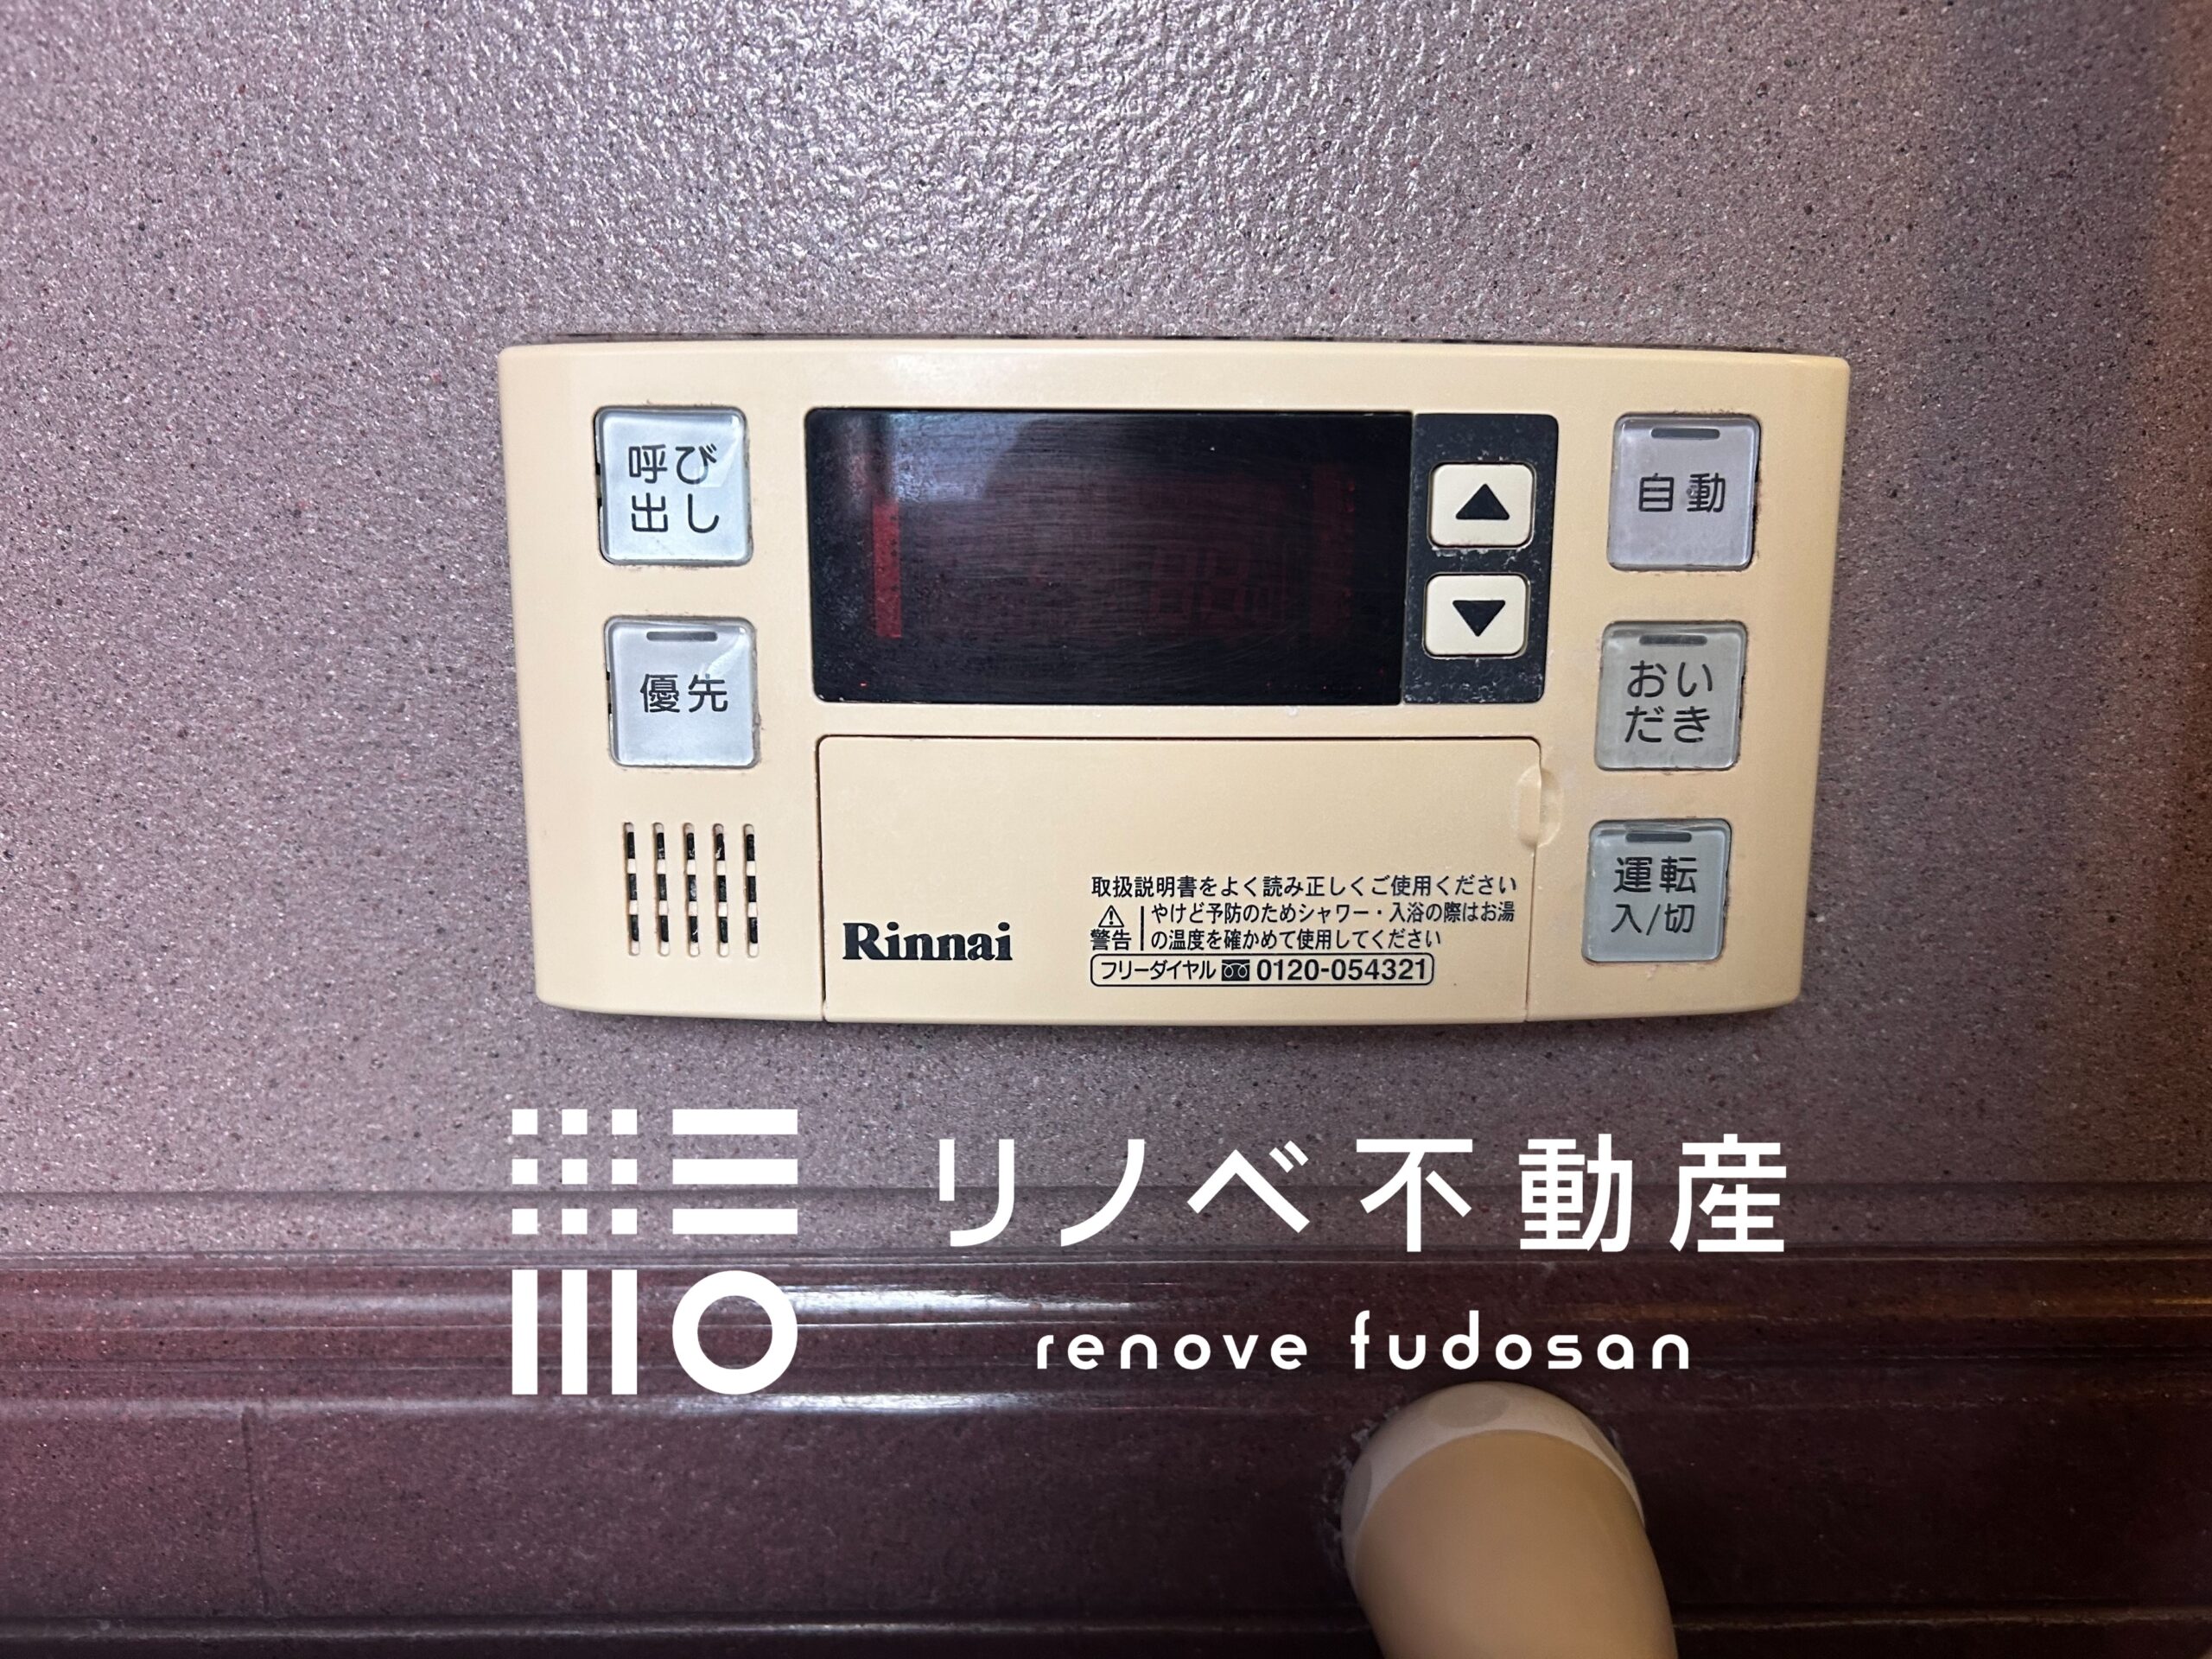 呼び
出し
優先
自動
おい
だき
運転
入/切
Rinnai
取扱説明書をよく読み正しくご使用ください
警告
やけど予防のためシャワー・入浴の際はお湯
の温度を確かめて使用してください
フリーダイヤル 0120-054321
リノベ不動産
renove fudosan